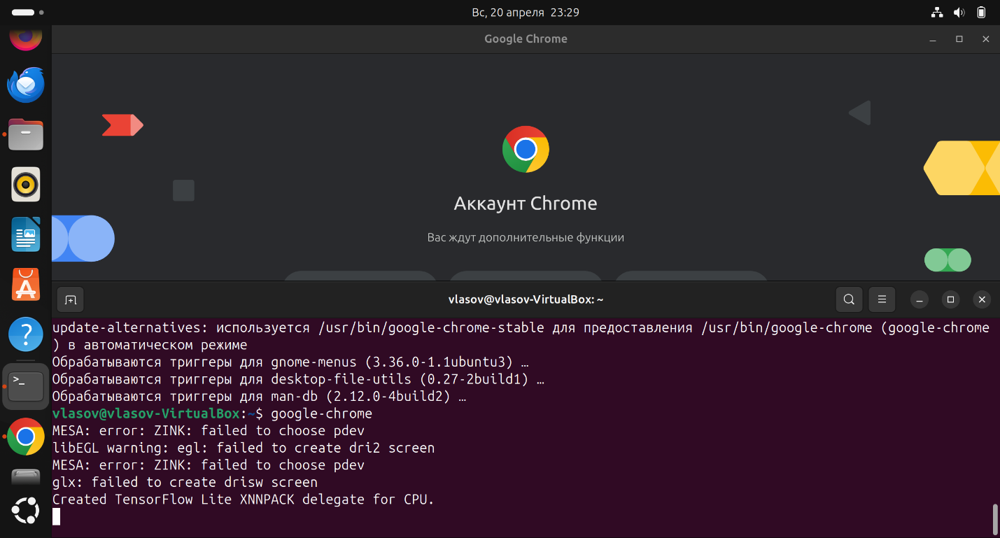 Вс, 20 апреля 23:29
Google Chrome
Аккаунт Chrome
Вас ждут дополнительные функции
vlasov@vlasov-VirtualBox: ~
update-alternatives: используется /usr/bin/google-chrome-stable для предоставления /usr/bin/google-chrome (google-chrome
) в автоматическом режиме
Обрабатываются триггеры для gnome-menus (3.36.0-1.1ubuntu3) …
Обрабатываются триггеры для desktop-file-utils (0.27-2build1) …
Обрабатываются триггеры для man-db (2.12.0-4build2) …
vlasov@vlasov-VirtualBox:~$ google-chrome
MESA: error: ZINK: failed to choose pdev
libEGL warning: egl: failed to create dri2 screen
MESA: error: ZINK: failed to choose pdev
glx: failed to create drisw screen
Created TensorFlow Lite XNNPACK delegate for CPU.